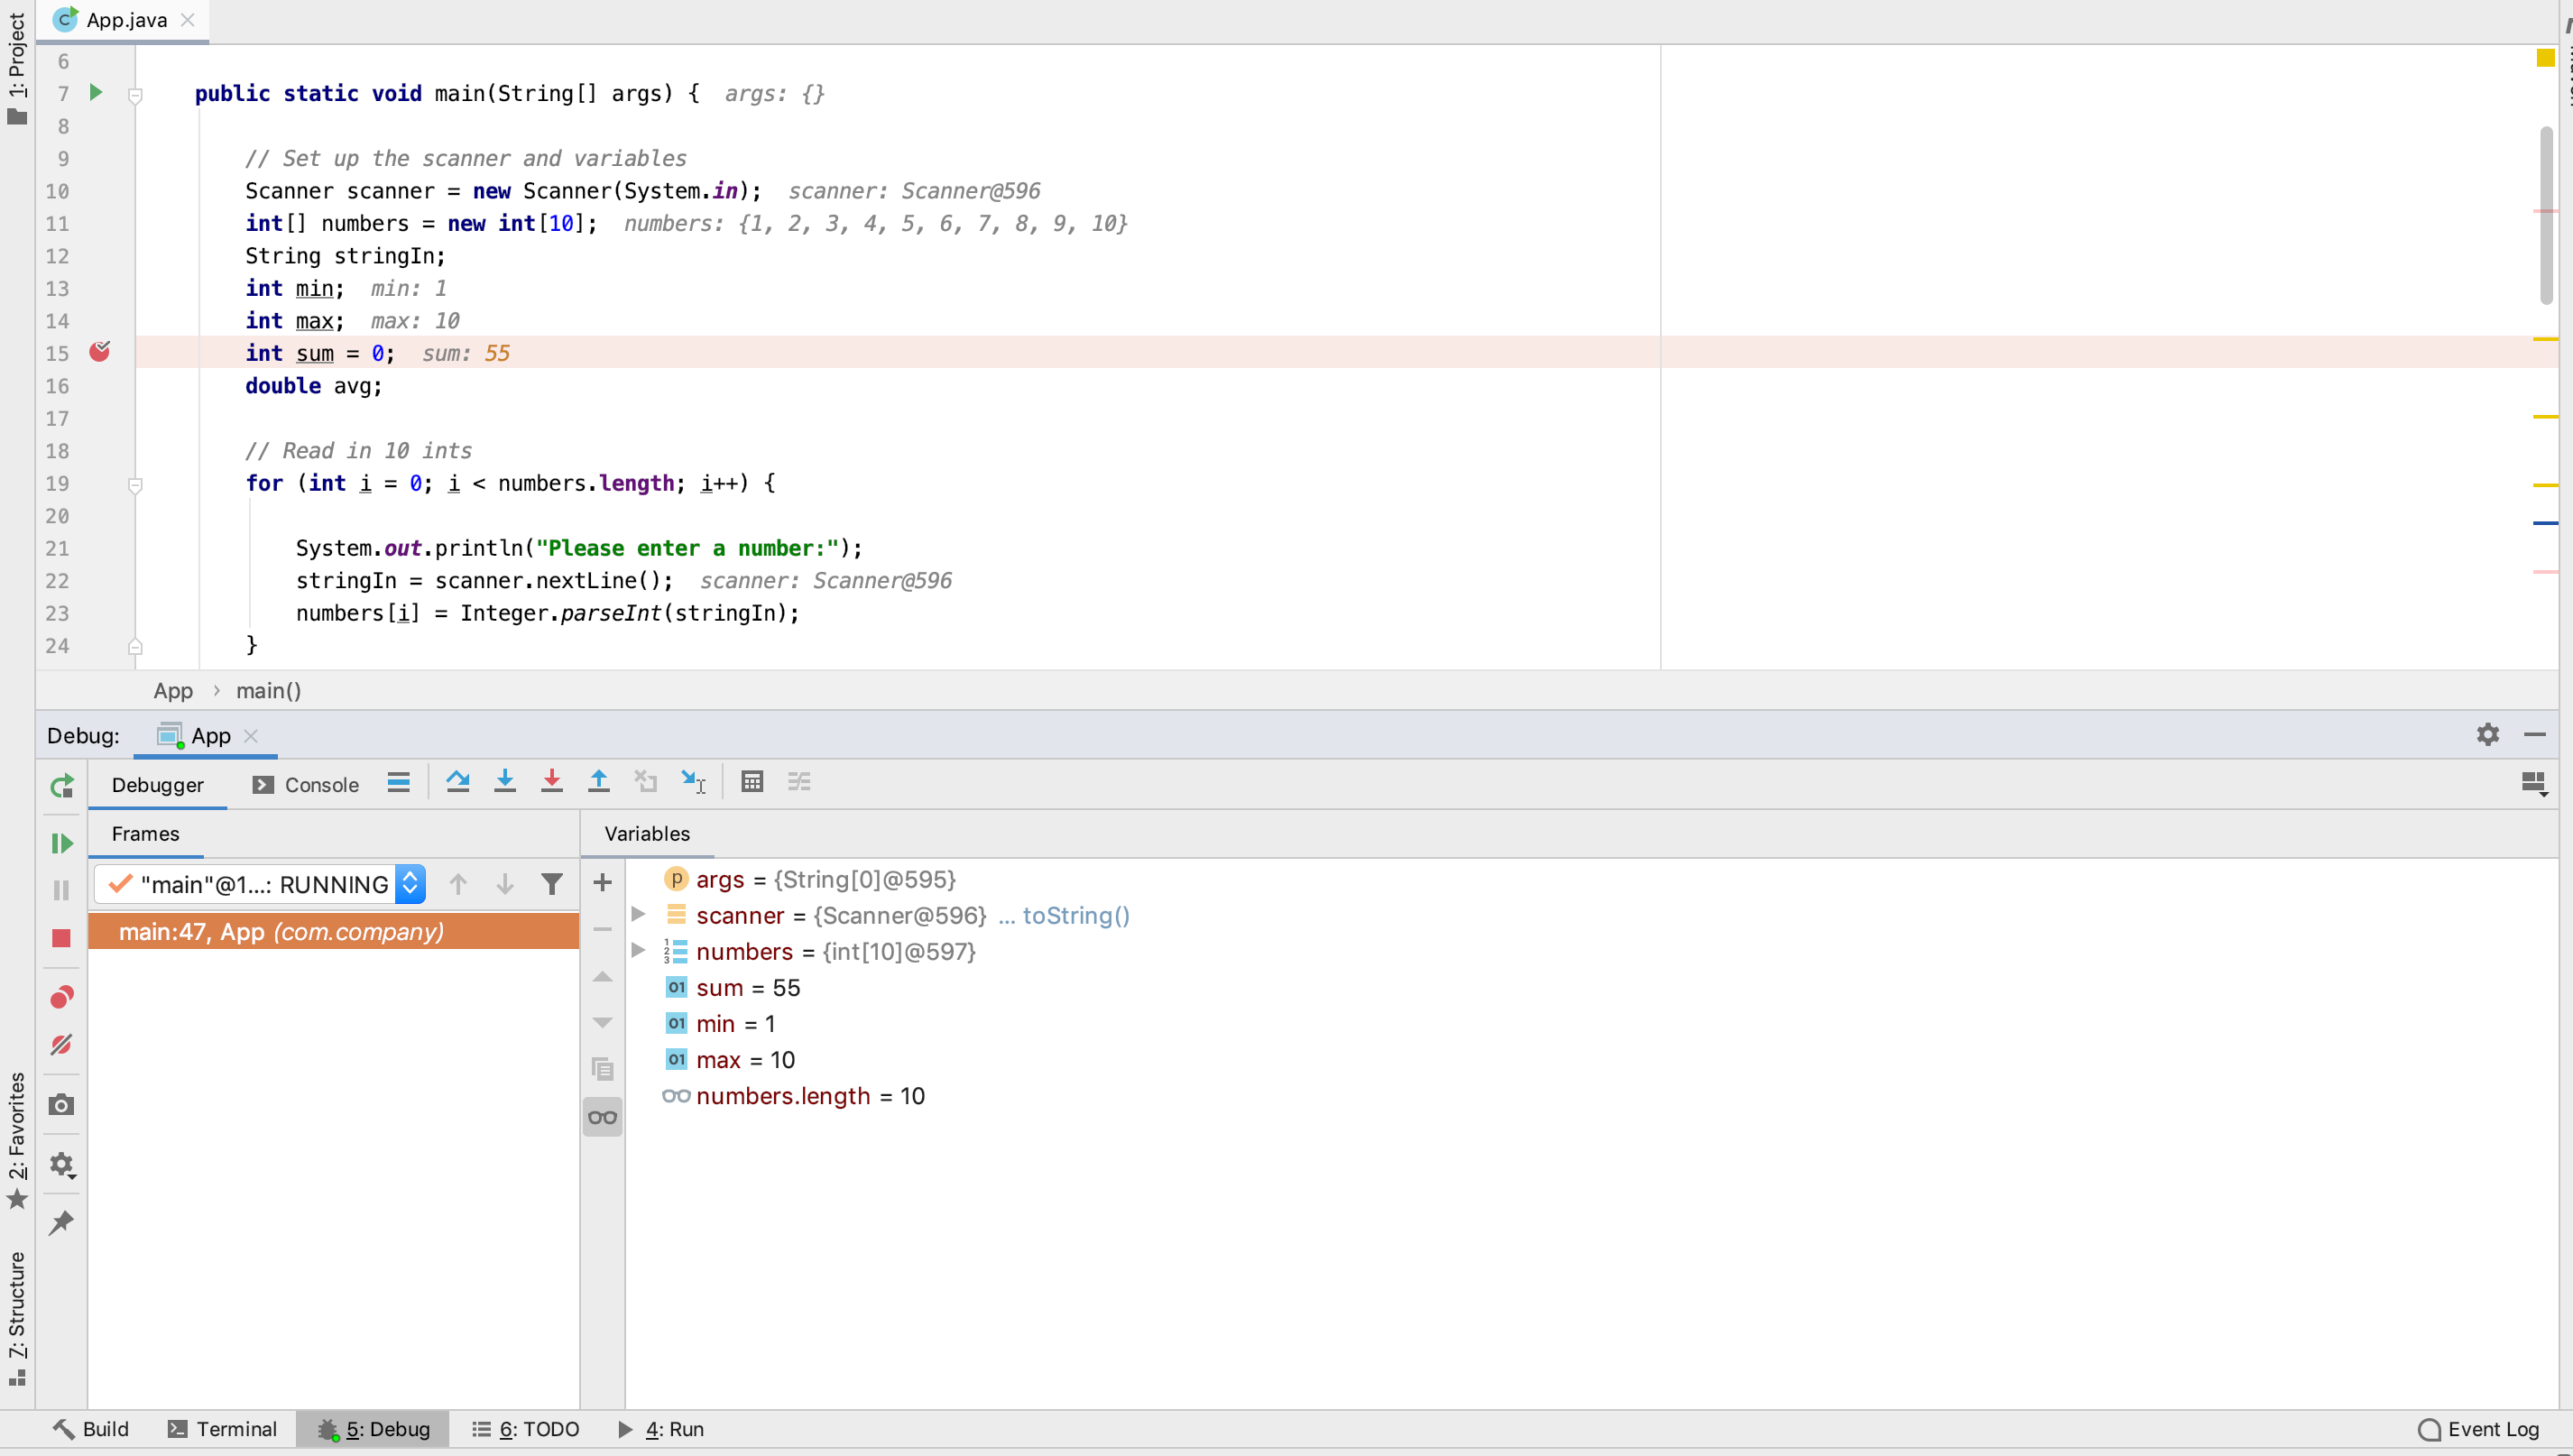 App.java
1: Project
6
7 public static void main(String[] args) { args: {}
8
9 // Set up the scanner and variables
10 Scanner scanner = new Scanner(System.in); scanner: Scanner@596
11 int[] numbers = new int[10]; numbers: {1, 2, 3, 4, 5, 6, 7, 8, 9, 10}
12 String stringIn;
13 int min; min: 1
14 int max; max: 10
15 int sum = 0; sum: 55
16 double avg;
17
18 // Read in 10 ints
19 for (int i = 0; i < numbers.length; i++) {
20
21 System.out.println("Please enter a number:");
22 stringIn = scanner.nextLine(); scanner: Scanner@596
23 numbers[i] = Integer.parseInt(stringIn);
24 }
App › main()
Debug: App
Debugger Console
Frames Variables
"main"@1...: RUNNING
main:47, App (com.company)
args = {String[0]@595}
scanner = {Scanner@596} ... toString()
numbers = {int[10]@597}
sum = 55
min = 1
max = 10
numbers.length = 10
2: Favorites
7: Structure
Build Terminal 5: Debug 6: TODO 4: Run Event Log